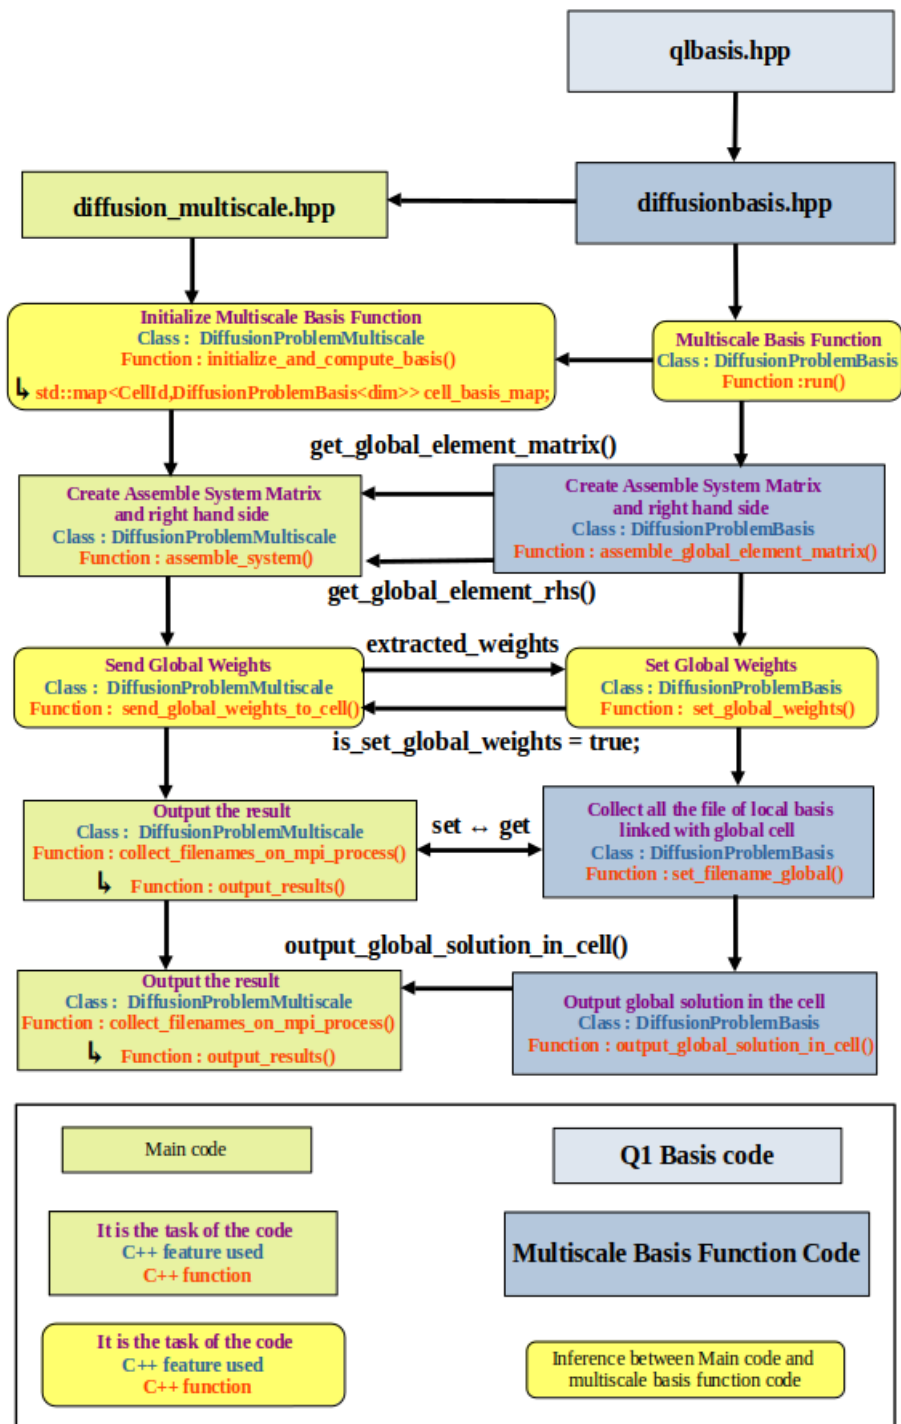 qlbasis.hpp
diffusion_multiscale.hpp
diffusionbasis.hpp
Initialize Multiscale Basis Function
Class : DiffusionProblemMultiscale
Function : initialize_and_compute_basis()
↳ std::map<CellId,DiffusionProblemBasis<dim>> cell_basis_map;
Multiscale Basis Function
Class : DiffusionProblemBasis
Function :run()
get_global_element_matrix()
Create Assemble System Matrix
and right hand side
Class : DiffusionProblemMultiscale
Function : assemble_system()
Create Assemble System Matrix
and right hand side
Class : DiffusionProblemBasis
Function : assemble_global_element_matrix()
get_global_element_rhs()
extracted_weights
Send Global Weights
Class : DiffusionProblemMultiscale
Function : send_global_weights_to_cell()
Set Global Weights
Class : DiffusionProblemBasis
Function : set_global_weights()
is_set_global_weights = true;
Output the result
Class : DiffusionProblemMultiscale
Function : collect_filenames_on_mpi_process()
↳ Function : output_results()
set ↔ get
Collect all the file of local basis
linked with global cell
Class : DiffusionProblemBasis
Function : set_filename_global()
output_global_solution_in_cell()
Output the result
Class : DiffusionProblemMultiscale
Function : collect_filenames_on_mpi_process()
↳ Function : output_results()
Output global solution in the cell
Class : DiffusionProblemBasis
Function : output_global_solution_in_cell()
Main code
Q1 Basis code
It is the task of the code
C++ feature used
C++ function
Multiscale Basis Function Code
It is the task of the code
C++ feature used
C++ function
Inference between Main code and
multiscale basis function code